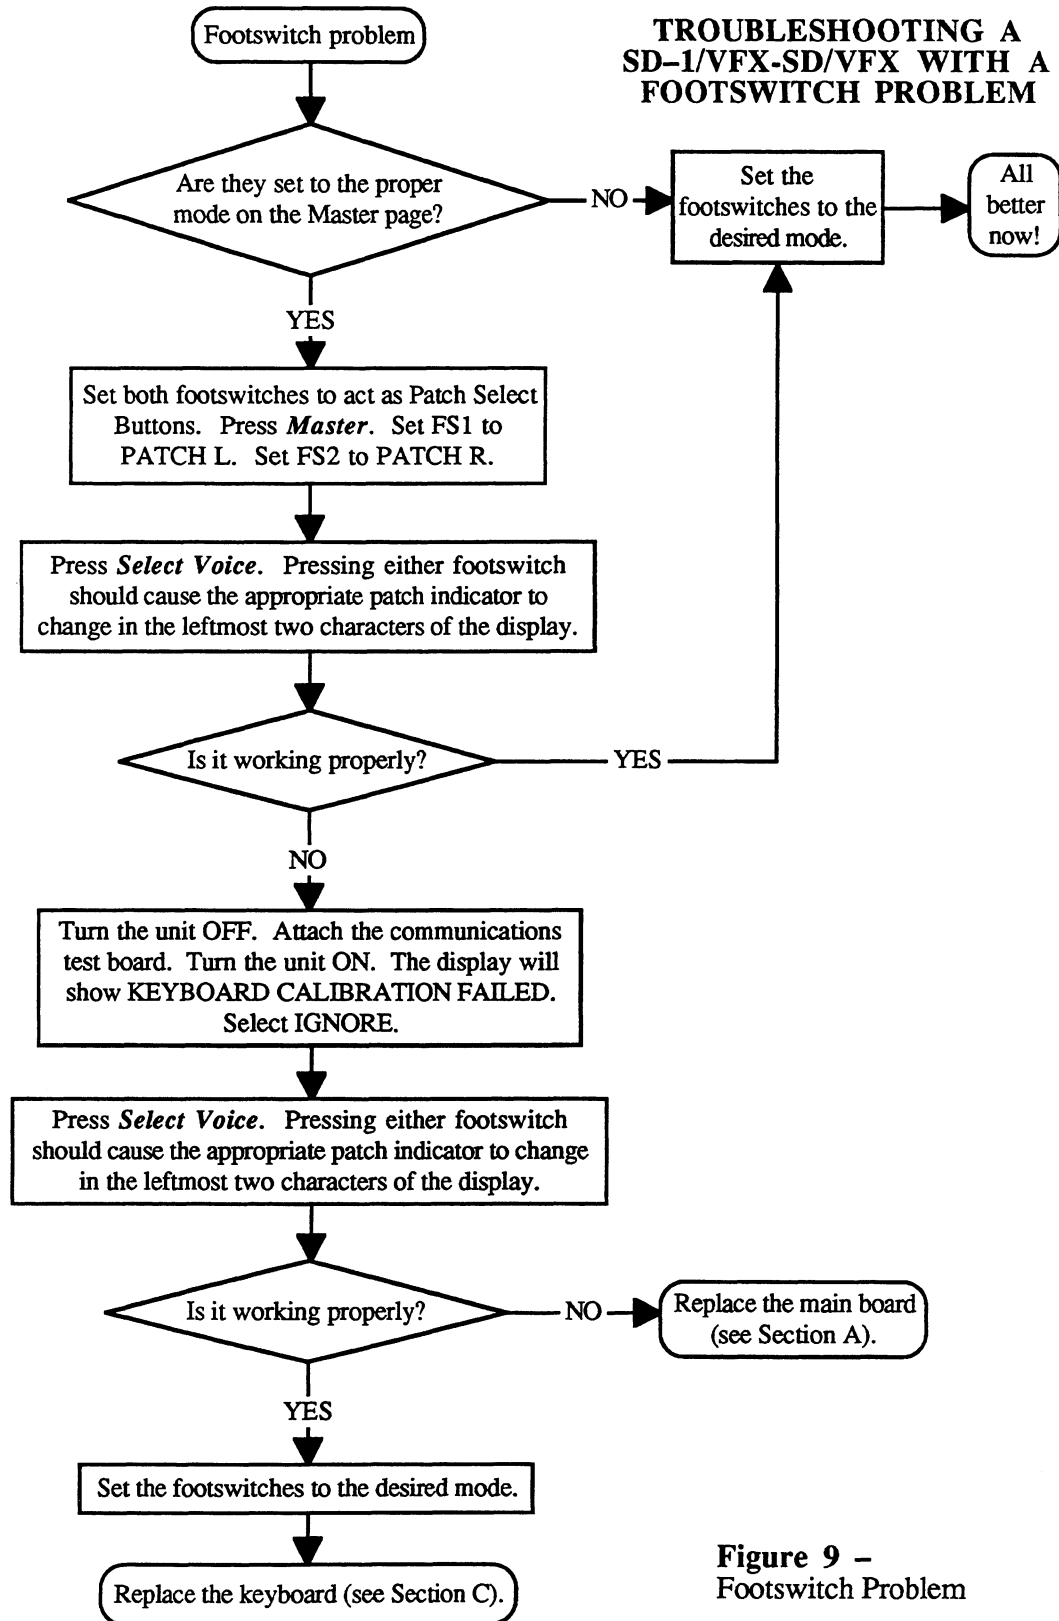 Footswitch problem
TROUBLESHOOTING A
SD–1/VFX-SD/VFX WITH A
FOOTSWITCH PROBLEM
Are they set to the proper
mode on the Master page?
NO
Set the
footswitches to the
desired mode.
All
better
now!
YES
Set both footswitches to act as Patch Select
Buttons. Press Master. Set FS1 to
PATCH L. Set FS2 to PATCH R.
Press Select Voice. Pressing either footswitch
should cause the appropriate patch indicator to
change in the leftmost two characters of the display.
Is it working properly?
YES
NO
Turn the unit OFF. Attach the communications
test board. Turn the unit ON. The display will
show KEYBOARD CALIBRATION FAILED.
Select IGNORE.
Press Select Voice. Pressing either footswitch
should cause the appropriate patch indicator to change
in the leftmost two characters of the display.
Is it working properly?
NO
Replace the main board
(see Section A).
YES
Set the footswitches to the desired mode.
Replace the keyboard (see Section C).
Figure 9 –
Footswitch Problem